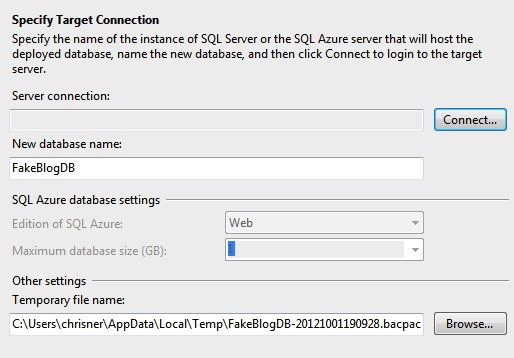 Specify Target Connection
Specify the name of the instance of SQL Server or the SQL Azure server that will host the
deployed database, name the new database, and then click Connect to login to the target
server.
Server connection:
Connect...
New database name:
FakeBlogDB
SQL Azure database settings
Edition of SQL Azure:
Web
Maximum database size (GB):
1
Other settings
Temporary file name:
C:\Users\chrisner\AppData\Local\Temp\FakeBlogDB-20121001190928.bacpac
Browse...